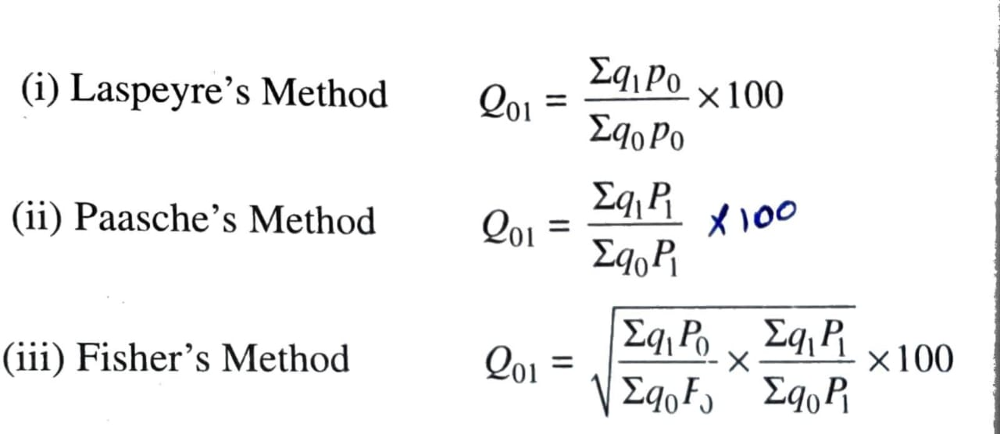 (i) Laspeyre's Method Q₀₁ = Σq₁p₀ / Σq₀p₀ × 100
(ii) Paasche's Method Q₀₁ = Σq₁P₁ / Σq₀P₁ × 100
(iii) Fisher's Method Q₀₁ = √(Σq₁P₀ / Σq₀P₀ × Σq₁P₁ / Σq₀P₁) × 100